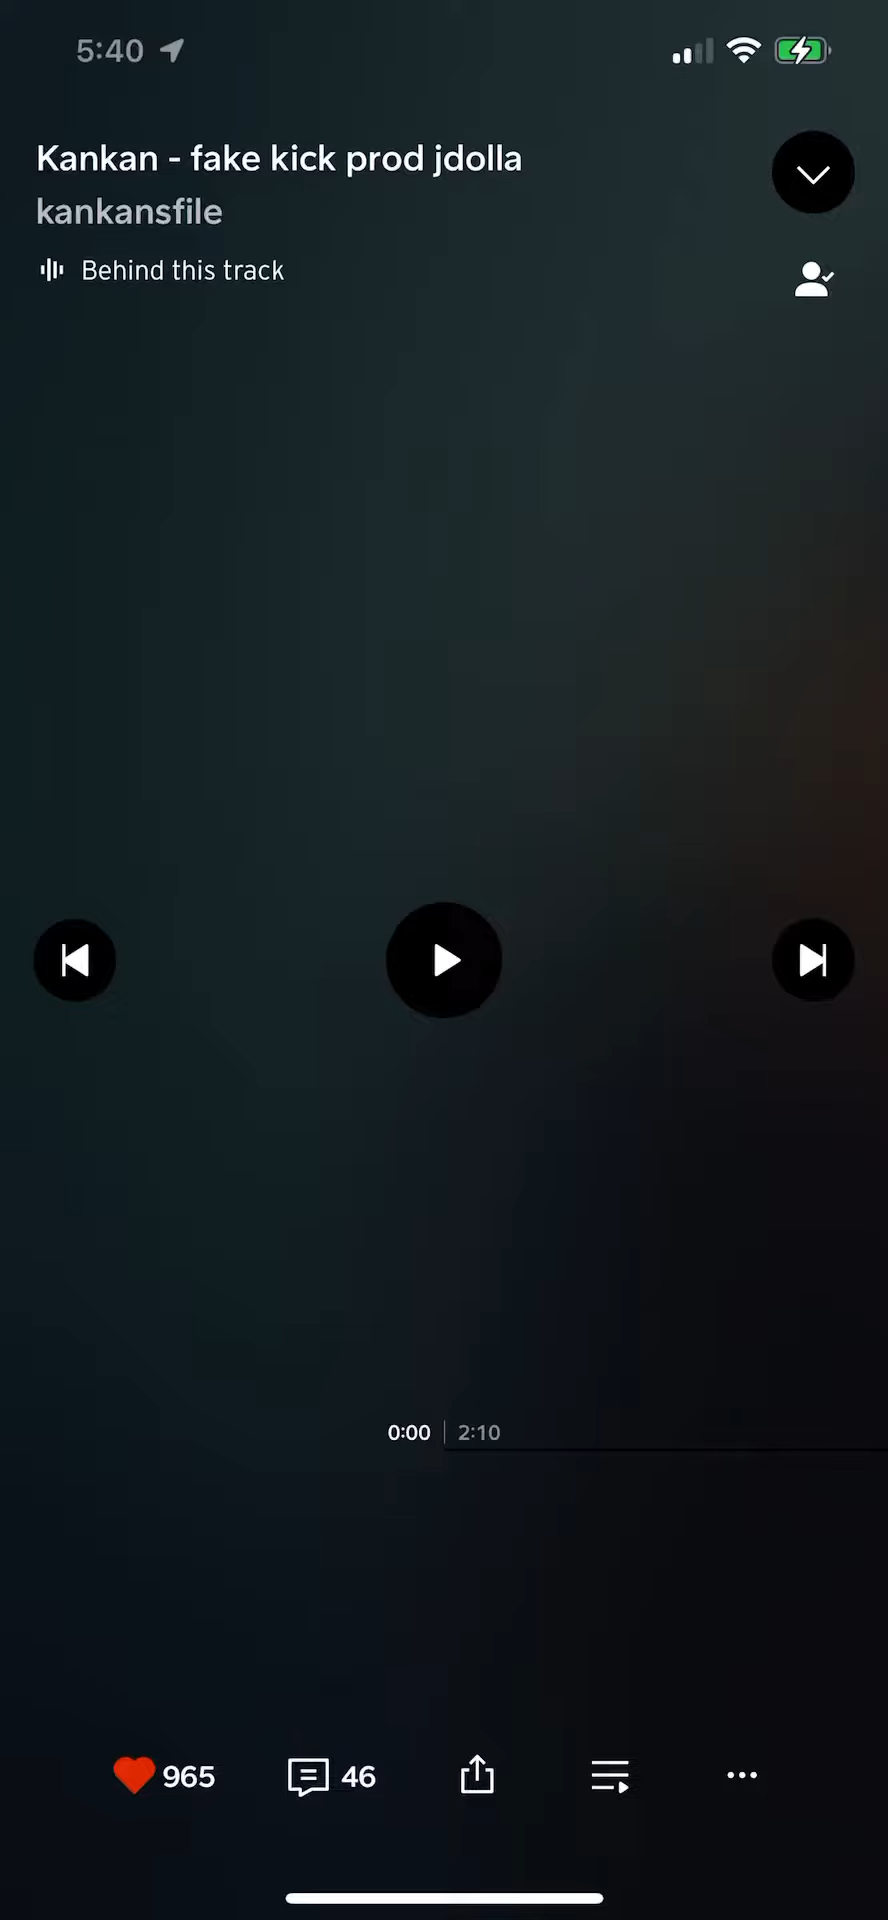 5:40
Kankan - fake kick prod jdolla
kankansfile
Behind this track
0:00 2:10
965 46